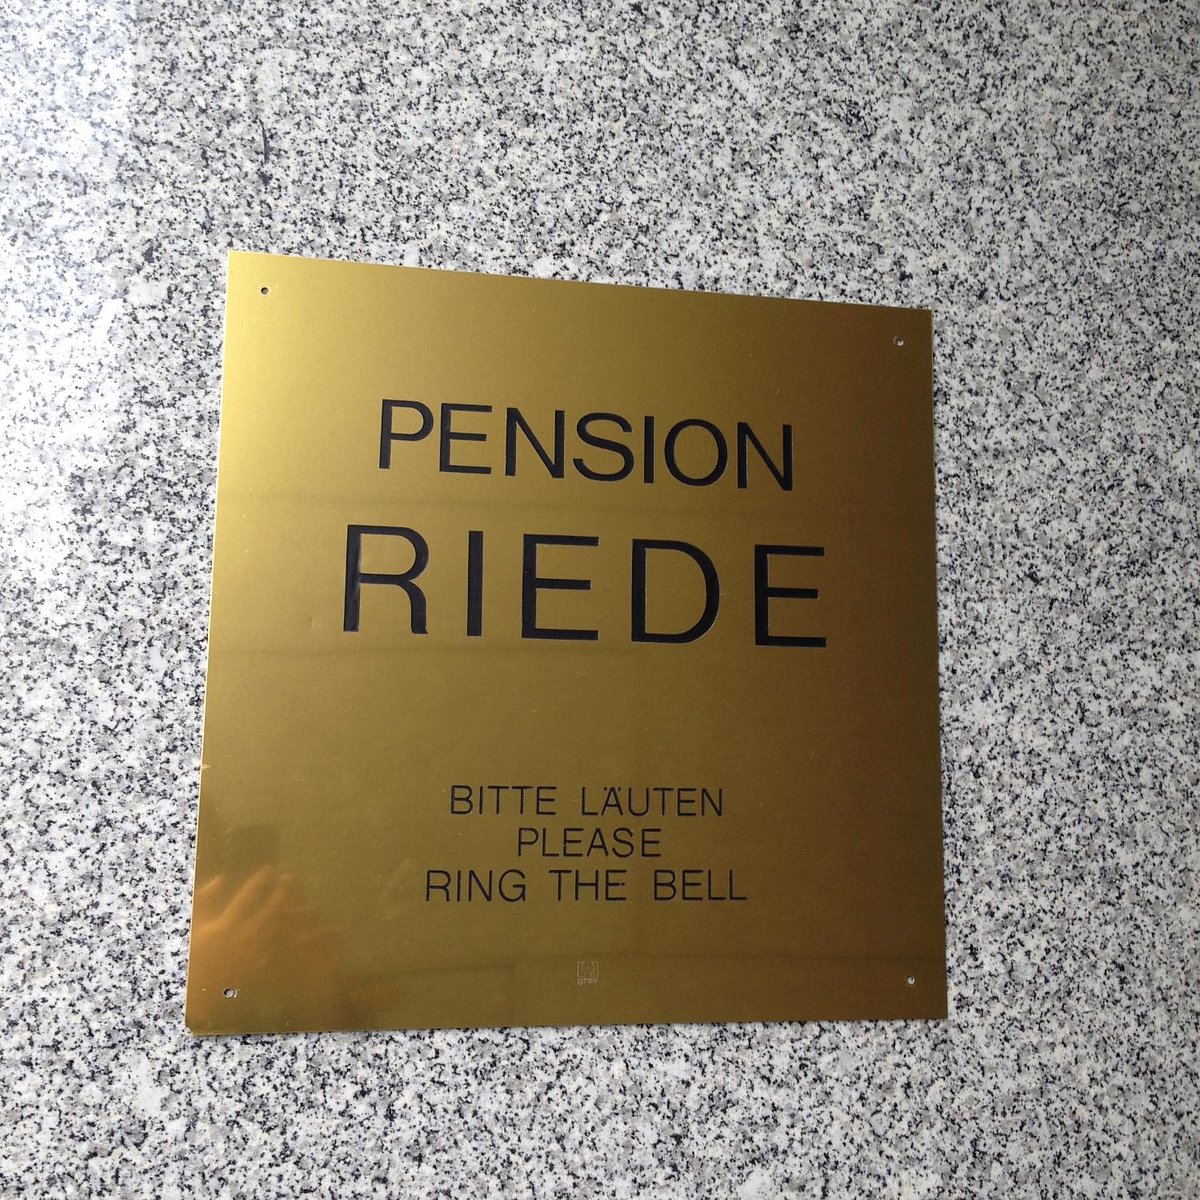 PENSION
RIEDE
BITTE LÄUTEN
PLEASE
RING THE BELL